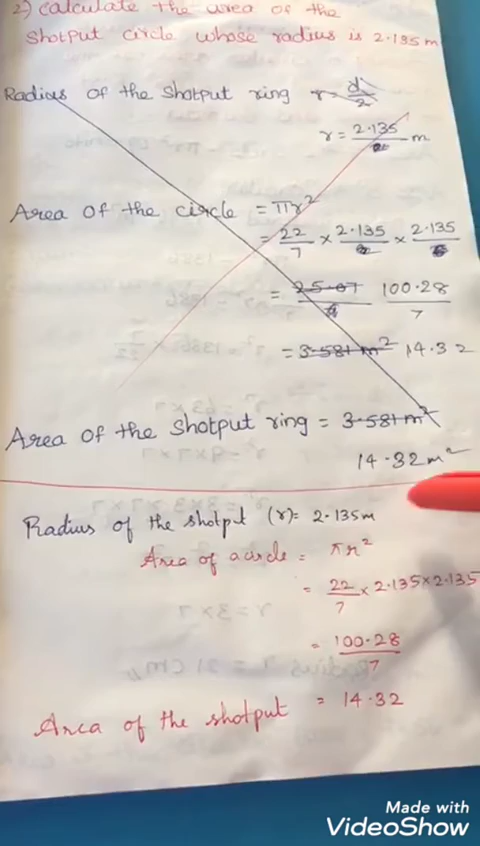 2) Calculate the area of the
shotput circle whose radius is 2.135 m
Radius of the shotput ring r = d/2
r = 2.135/2 m
Area of the circle = πr²
= 22/7 × 2.135/2 × 2.135/2
= 25.07 100.28/7
= 3.581 m² 14.32
Area of the shotput ring = 3.581 m²
14.32 m²
Radius of the shotput (r) = 2.135m
Area of a circle = πr²
= 22/7 × 2.135 × 2.135
= 100.28/7
Area of the shotput = 14.32
Made with
VideoShow